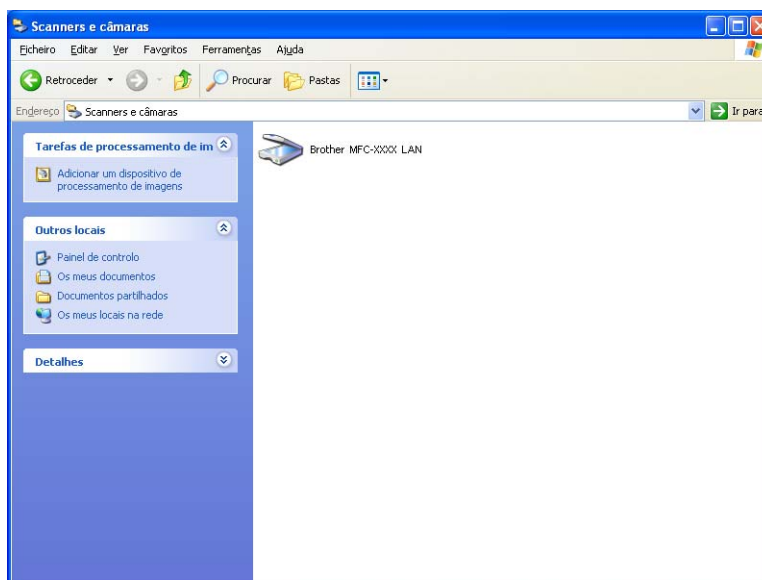 Scanners e câmaras
Ficheiro Editar Ver Favoritos Ferramentas Ajuda
Retroceder Procurar Pastas
Endereço Scanners e câmaras Ir para
Tarefas de processamento de im
Adicionar um dispositivo de
processamento de imagens
Brother MFC-XXXX LAN
Outros locais
Painel de controlo
Os meus documentos
Documentos partilhados
Os meus locais na rede
Detalhes